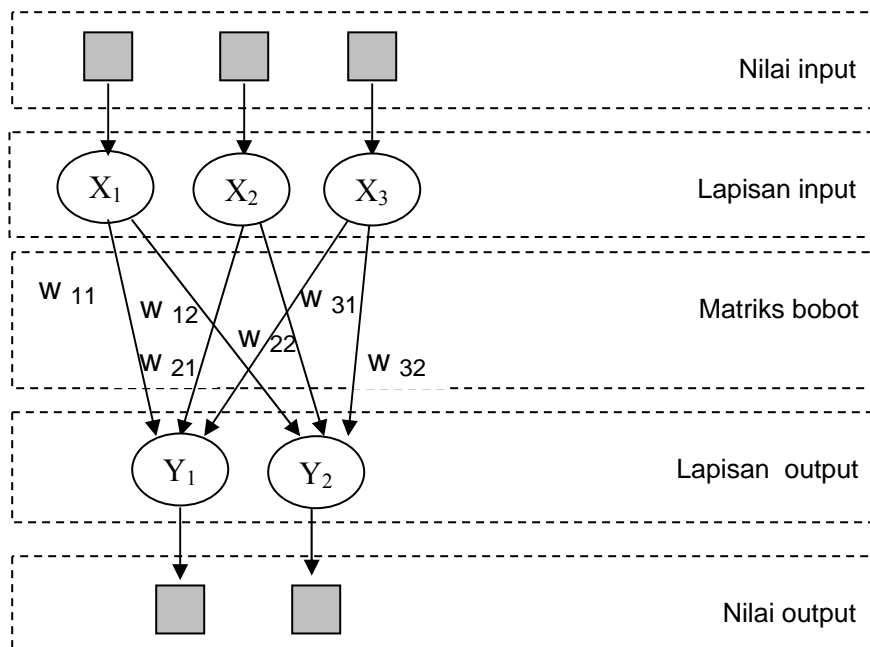 Nilai input
X1 X2 X3
Lapisan input
w 11
w 12
w 31
Matriks bobot
w 21
w 22
w 32
Y1 Y2
Lapisan output
Nilai output